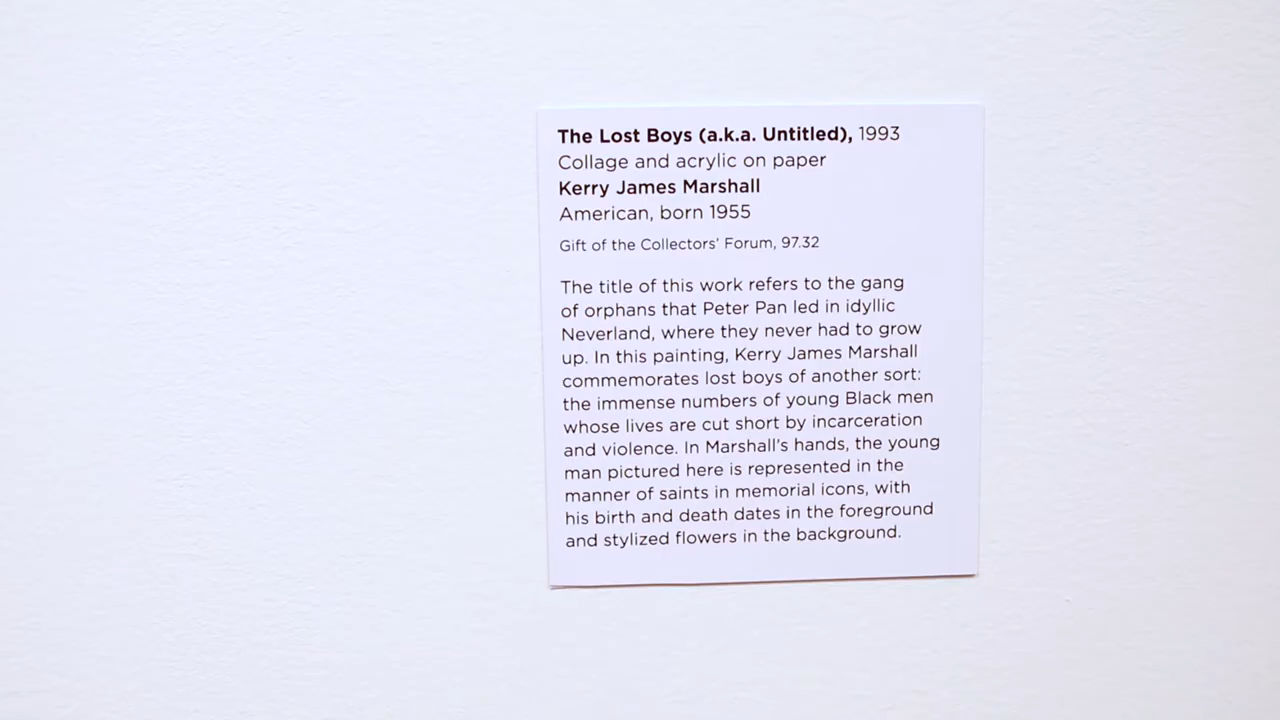 The Lost Boys (a.k.a. Untitled), 1993
Collage and acrylic on paper
Kerry James Marshall
American, born 1955
Gift of the Collectors’ Forum, 97.32
The title of this work refers to the gang
of orphans that Peter Pan led in idyllic
Neverland, where they never had to grow
up. In this painting, Kerry James Marshall
commemorates lost boys of another sort:
the immense numbers of young Black men
whose lives are cut short by incarceration
and violence. In Marshall’s hands, the young
man pictured here is represented in the
manner of saints in memorial icons, with
his birth and death dates in the foreground
and stylized flowers in the background.